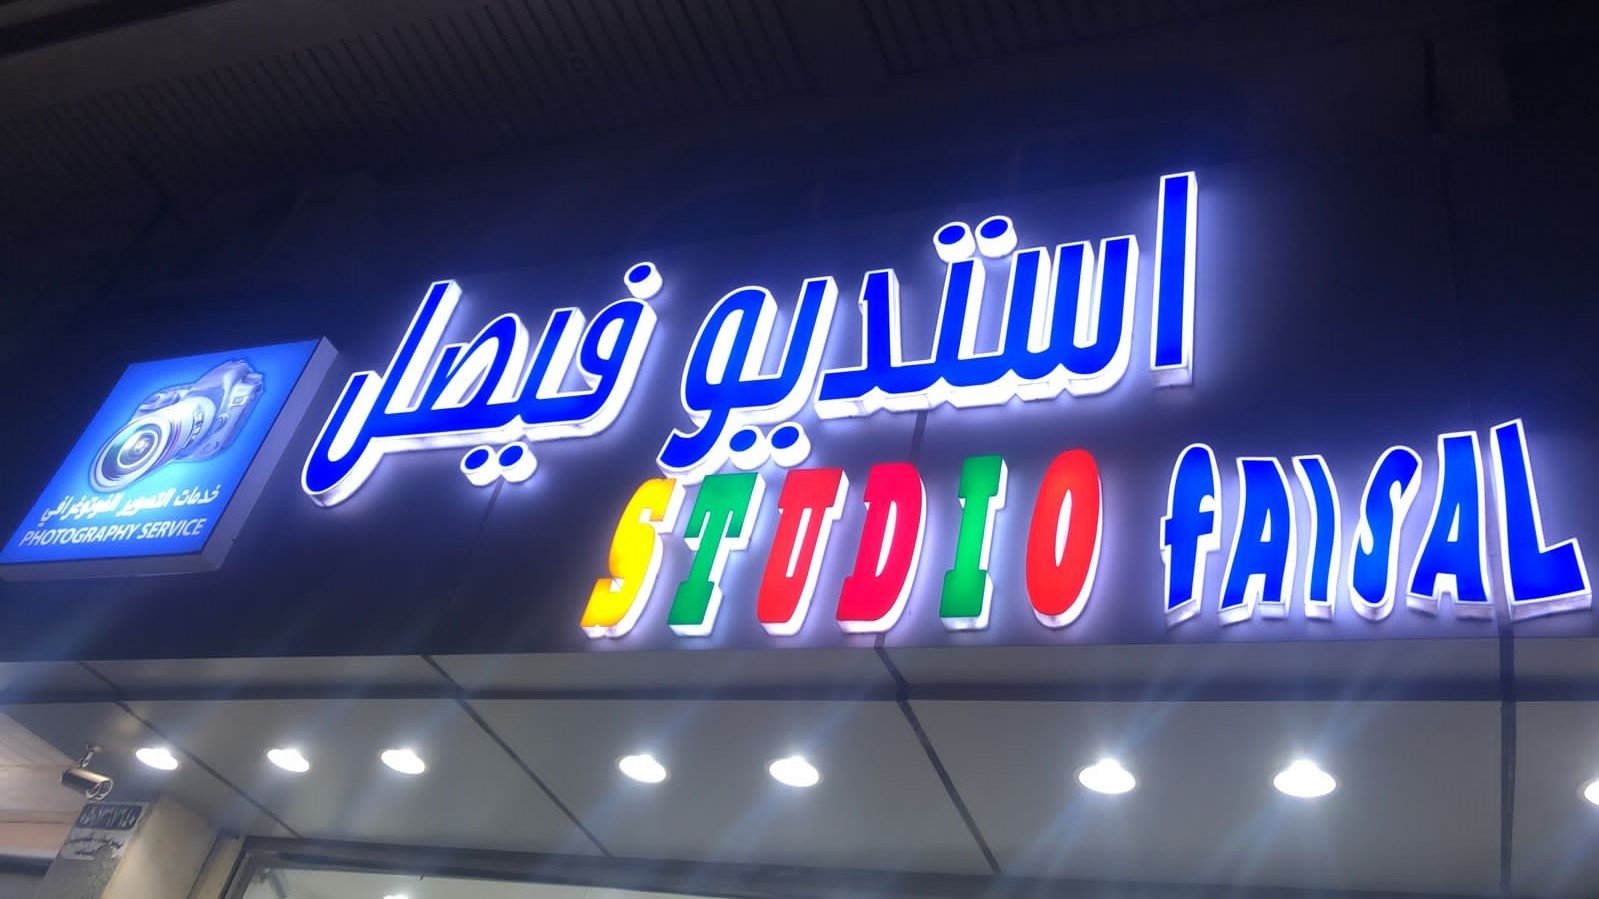 استديو فيصل
STUDIO fAISAL
خدمات التصوير الفوتوغرافي
PHOTOGRAPHY SERVICE